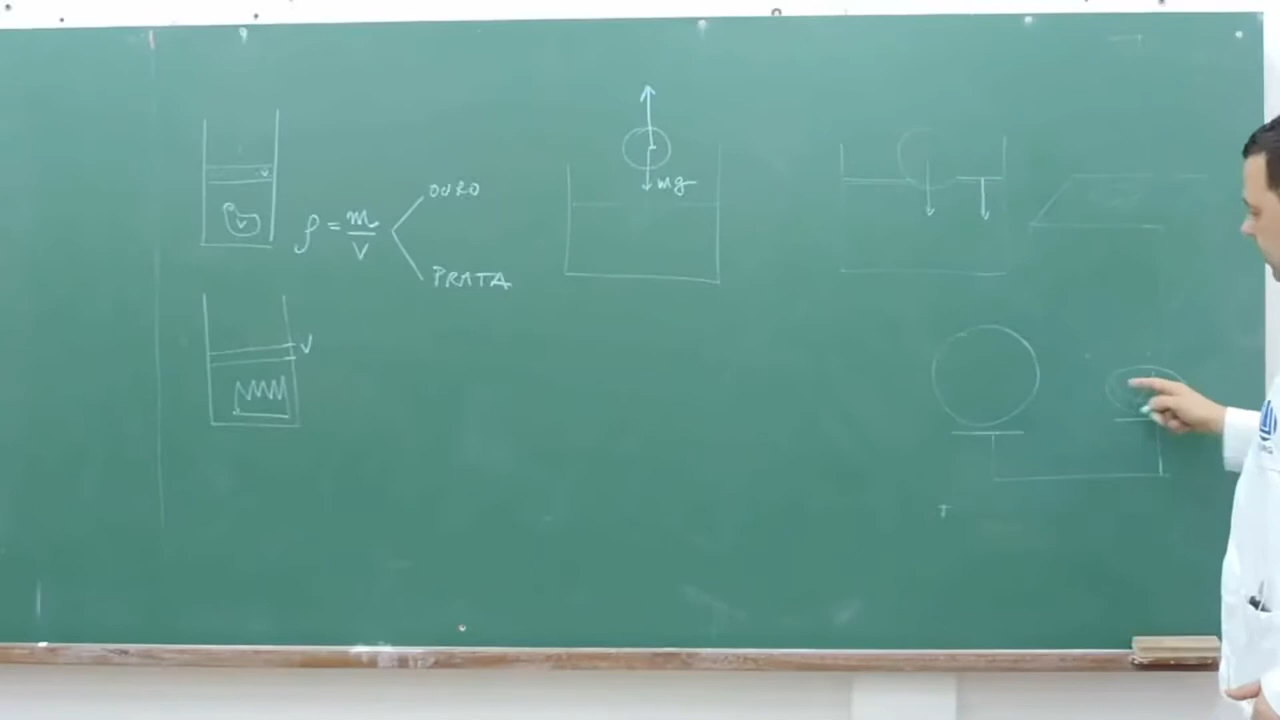 v
v
ρ = m/v
OURO
PRATA
mg
V